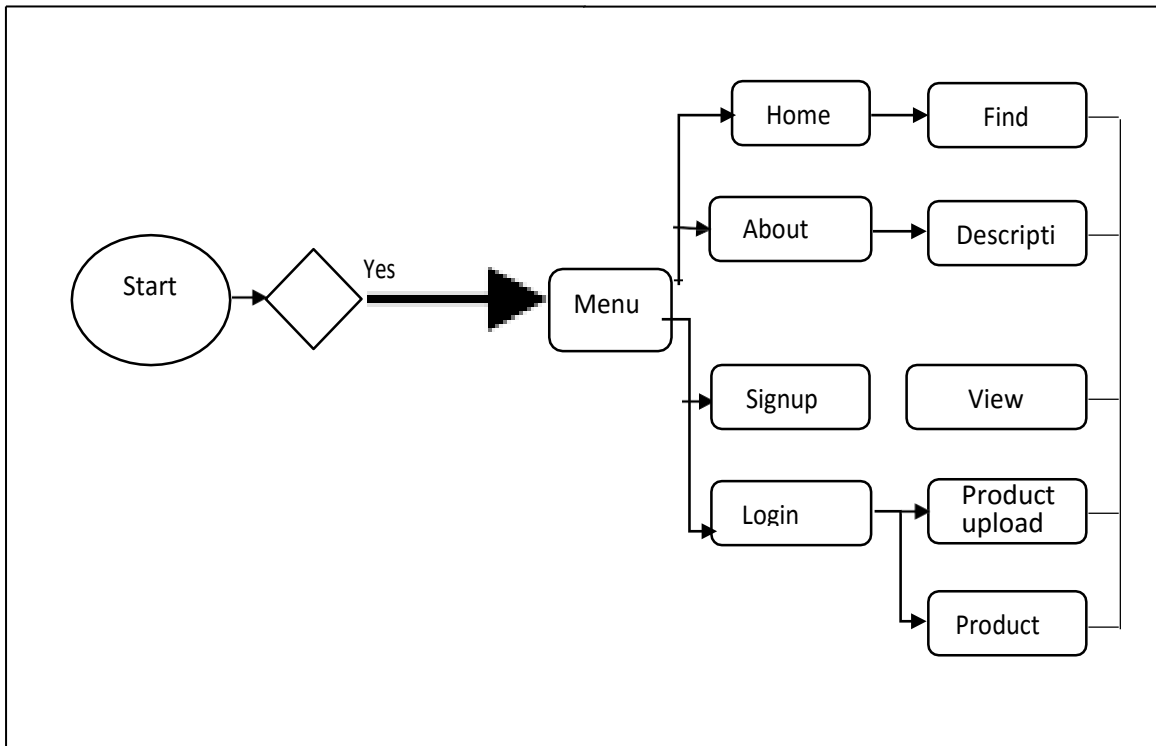 Start
Yes
Menu
Home
Find
About
Descripti
Signup
View
Login
Product
upload
Product